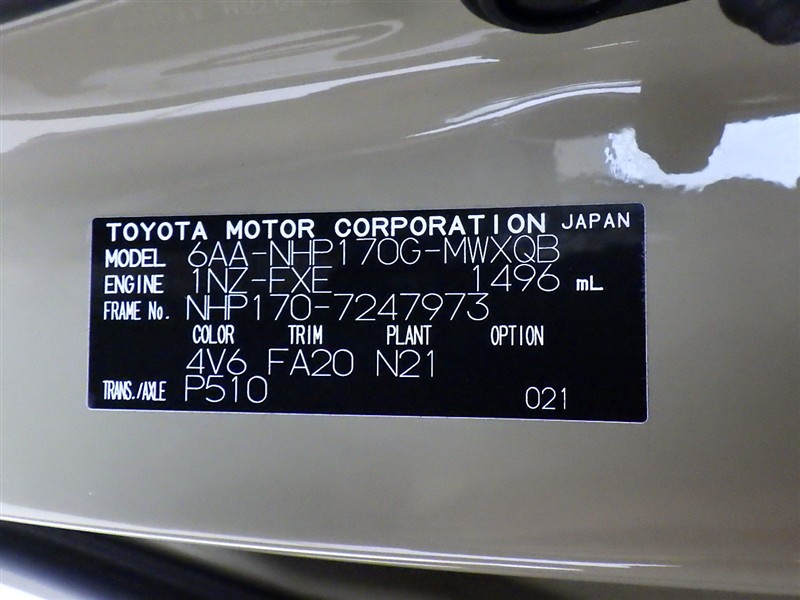 TOYOTA MOTOR CORPORATION JAPAN
MODEL 6AA-NHP170G-MWXQB
ENGINE 1NZ-FXE 1496 mL
FRAME No. NHP170-7247973
COLOR TRIM PLANT OPTION
4V6 FA20 N21
TRANS./AXLE P510 021